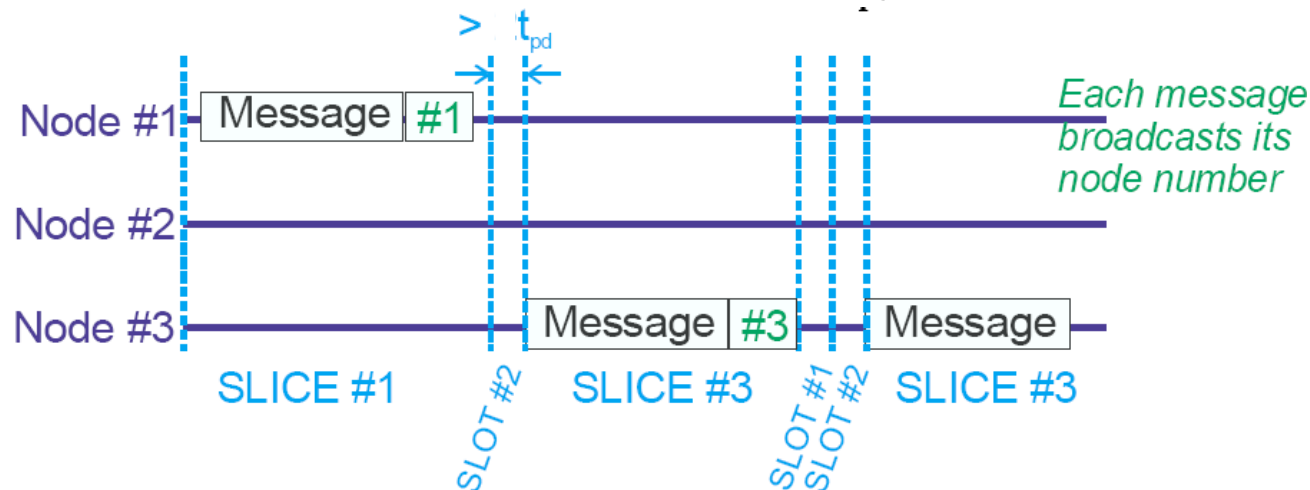 > t_pd
Node #1
Message
#1
Each message
broadcasts its
node number
Node #2
Node #3
Message
#3
Message
SLICE #1
SLOT #2
SLICE #3
SLOT #1
SLOT #2
SLICE #3